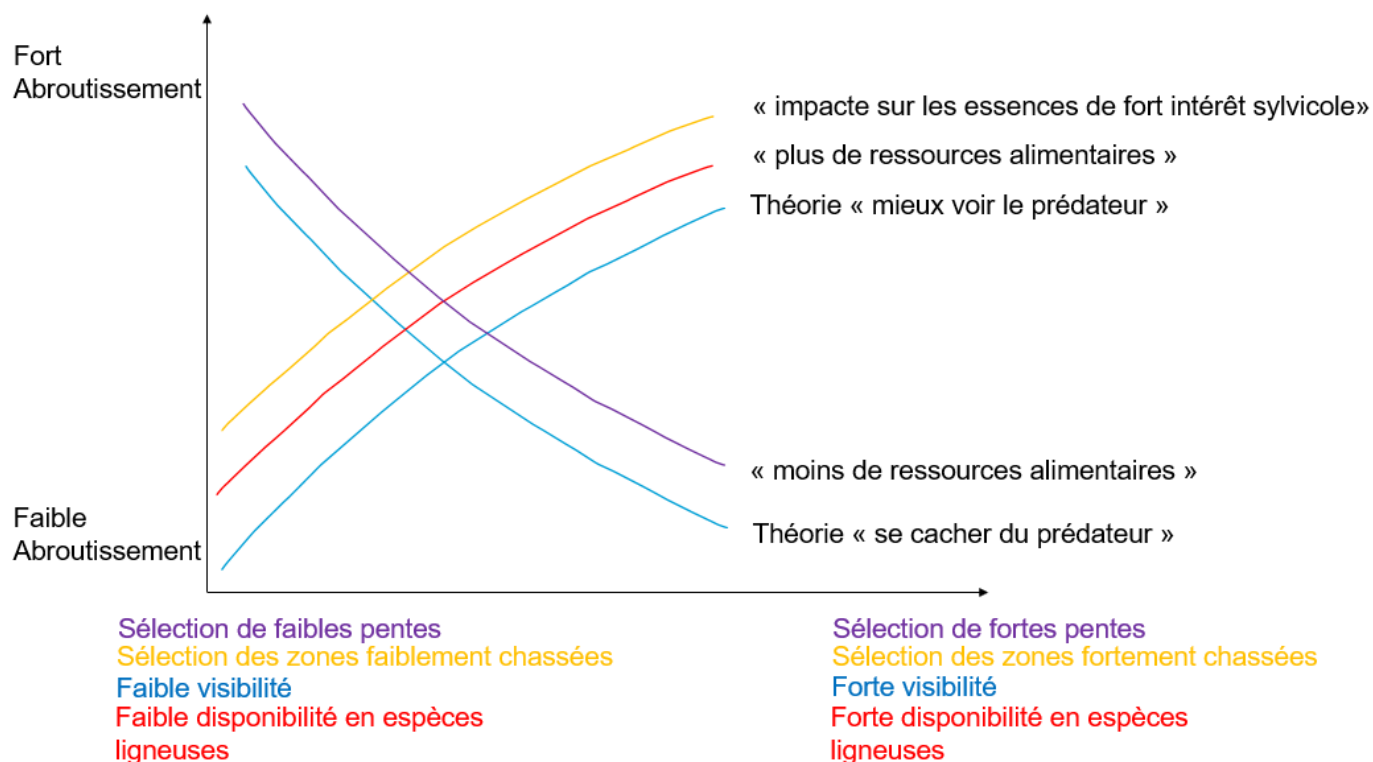 Fort
Abroutissement
« impacte sur les essences de fort intérêt sylvicole»
« plus de ressources alimentaires »
Théorie « mieux voir le prédateur »
« moins de ressources alimentaires »
Faible
Abroutissement
Théorie « se cacher du prédateur »
Sélection de faibles pentes
Sélection des zones faiblement chassées
Faible visibilité
Faible disponibilité en espèces
ligneuses
Sélection de fortes pentes
Sélection des zones fortement chassées
Forte visibilité
Forte disponibilité en espèces
ligneuses